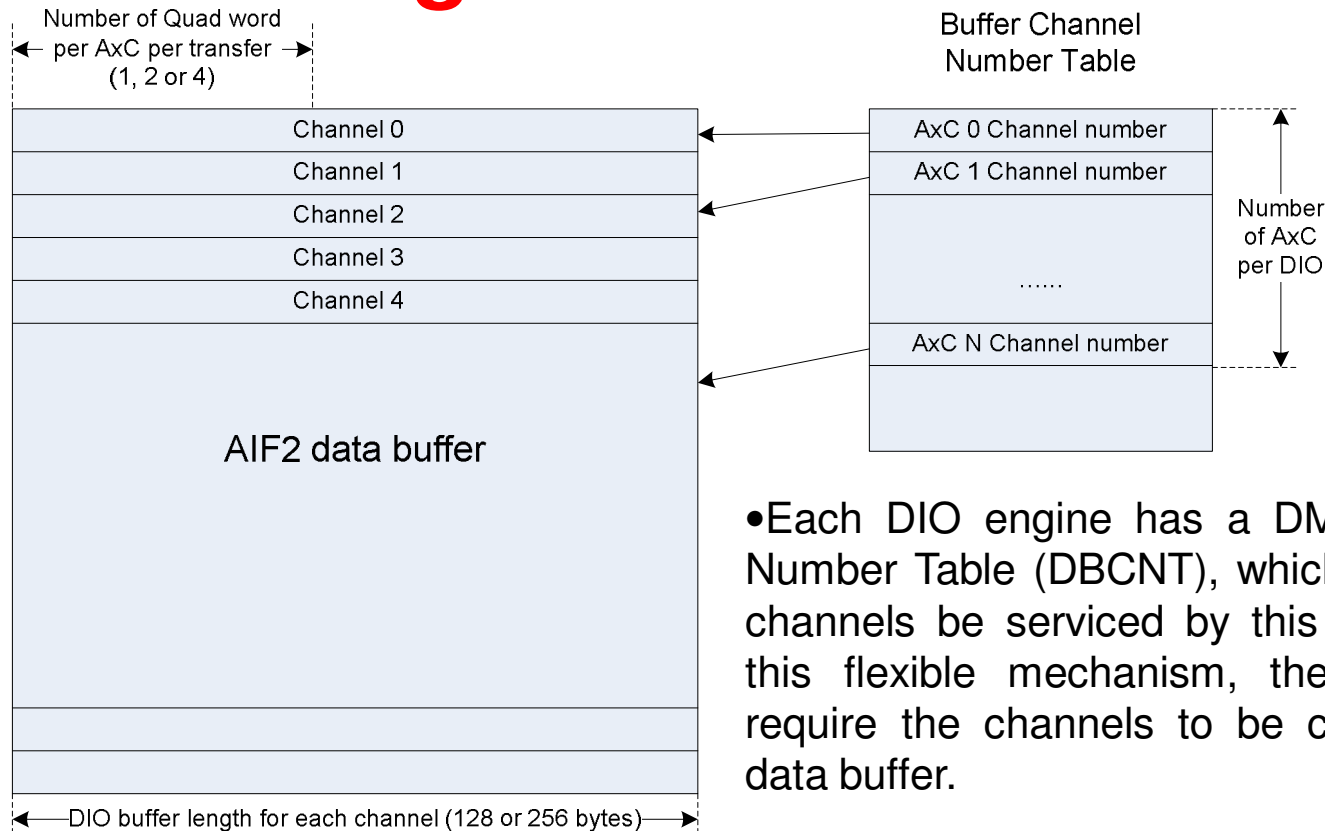 Number of Quad word
per AxC per transfer
(1, 2 or 4)
Channel 0
Channel 1
Channel 2
Channel 3
Channel 4
AIF2 data buffer
DIO buffer length for each channel (128 or 256 bytes)
Buffer Channel
Number Table
AxC 0 Channel number
AxC 1 Channel number
......
AxC N Channel number
Number
of AxC
per DIO
•Each DIO engine has a
Number Table (DBCNT),
channels be serviced by this
this flexible mechanism,
require the channels to be
data buffer.